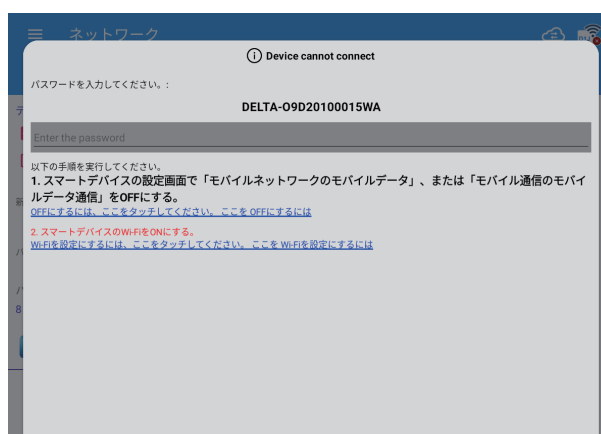 ネットワーク
Device cannot connect
パスワードを入力してください。:
DELTA-O9D20100015WA
Enter the password
以下の手順を実行してください。
1. スマートデバイスの設定画面で「モバイルネットワークのモバイルデータ」、または「モバイル通信のモバイ
ルデータ通信」をOFFにする。
OFFにするには、ここをタッチしてください。 ここを OFFにするには
2. スマートデバイスのWi-FiをONにする。
Wi-Fiを設定にするには、ここをタッチしてください。 ここを Wi-Fiを設定にするには
8